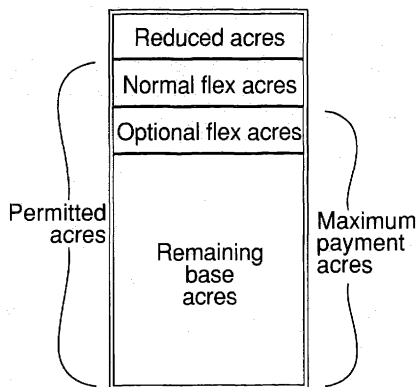 Reduced acres
Normal flex acres
Optional flex acres
Permitted
acres
Remaining
base
acres
Maximum
payment
acres